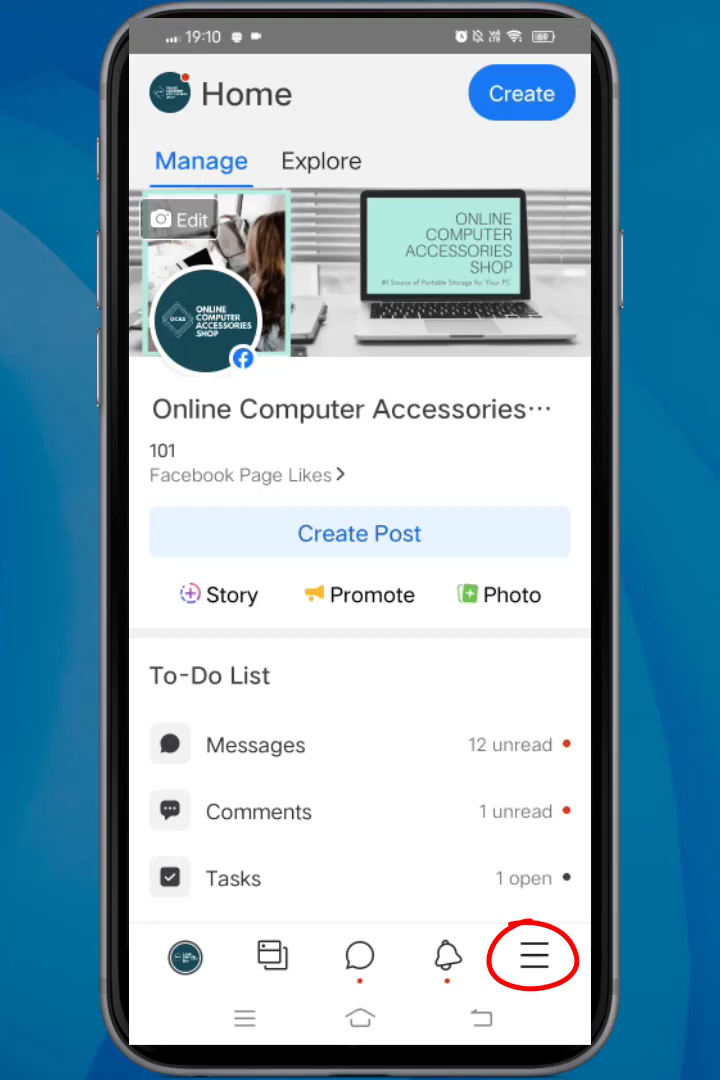 19:10
69
Home
Create
Manage
Explore
Edit
ONLINE
COMPUTER
ACCESSORIES
SHOP
#1 Source of Portable Storage for Your PC
OCAS
ONLINE
COMPUTER
ACCESSORIES
SHOP
Online Computer Accessories···
101
Facebook Page Likes
Create Post
Story
Promote
Photo
To-Do List
Messages
12 unread
Comments
1 unread
Tasks
1 open